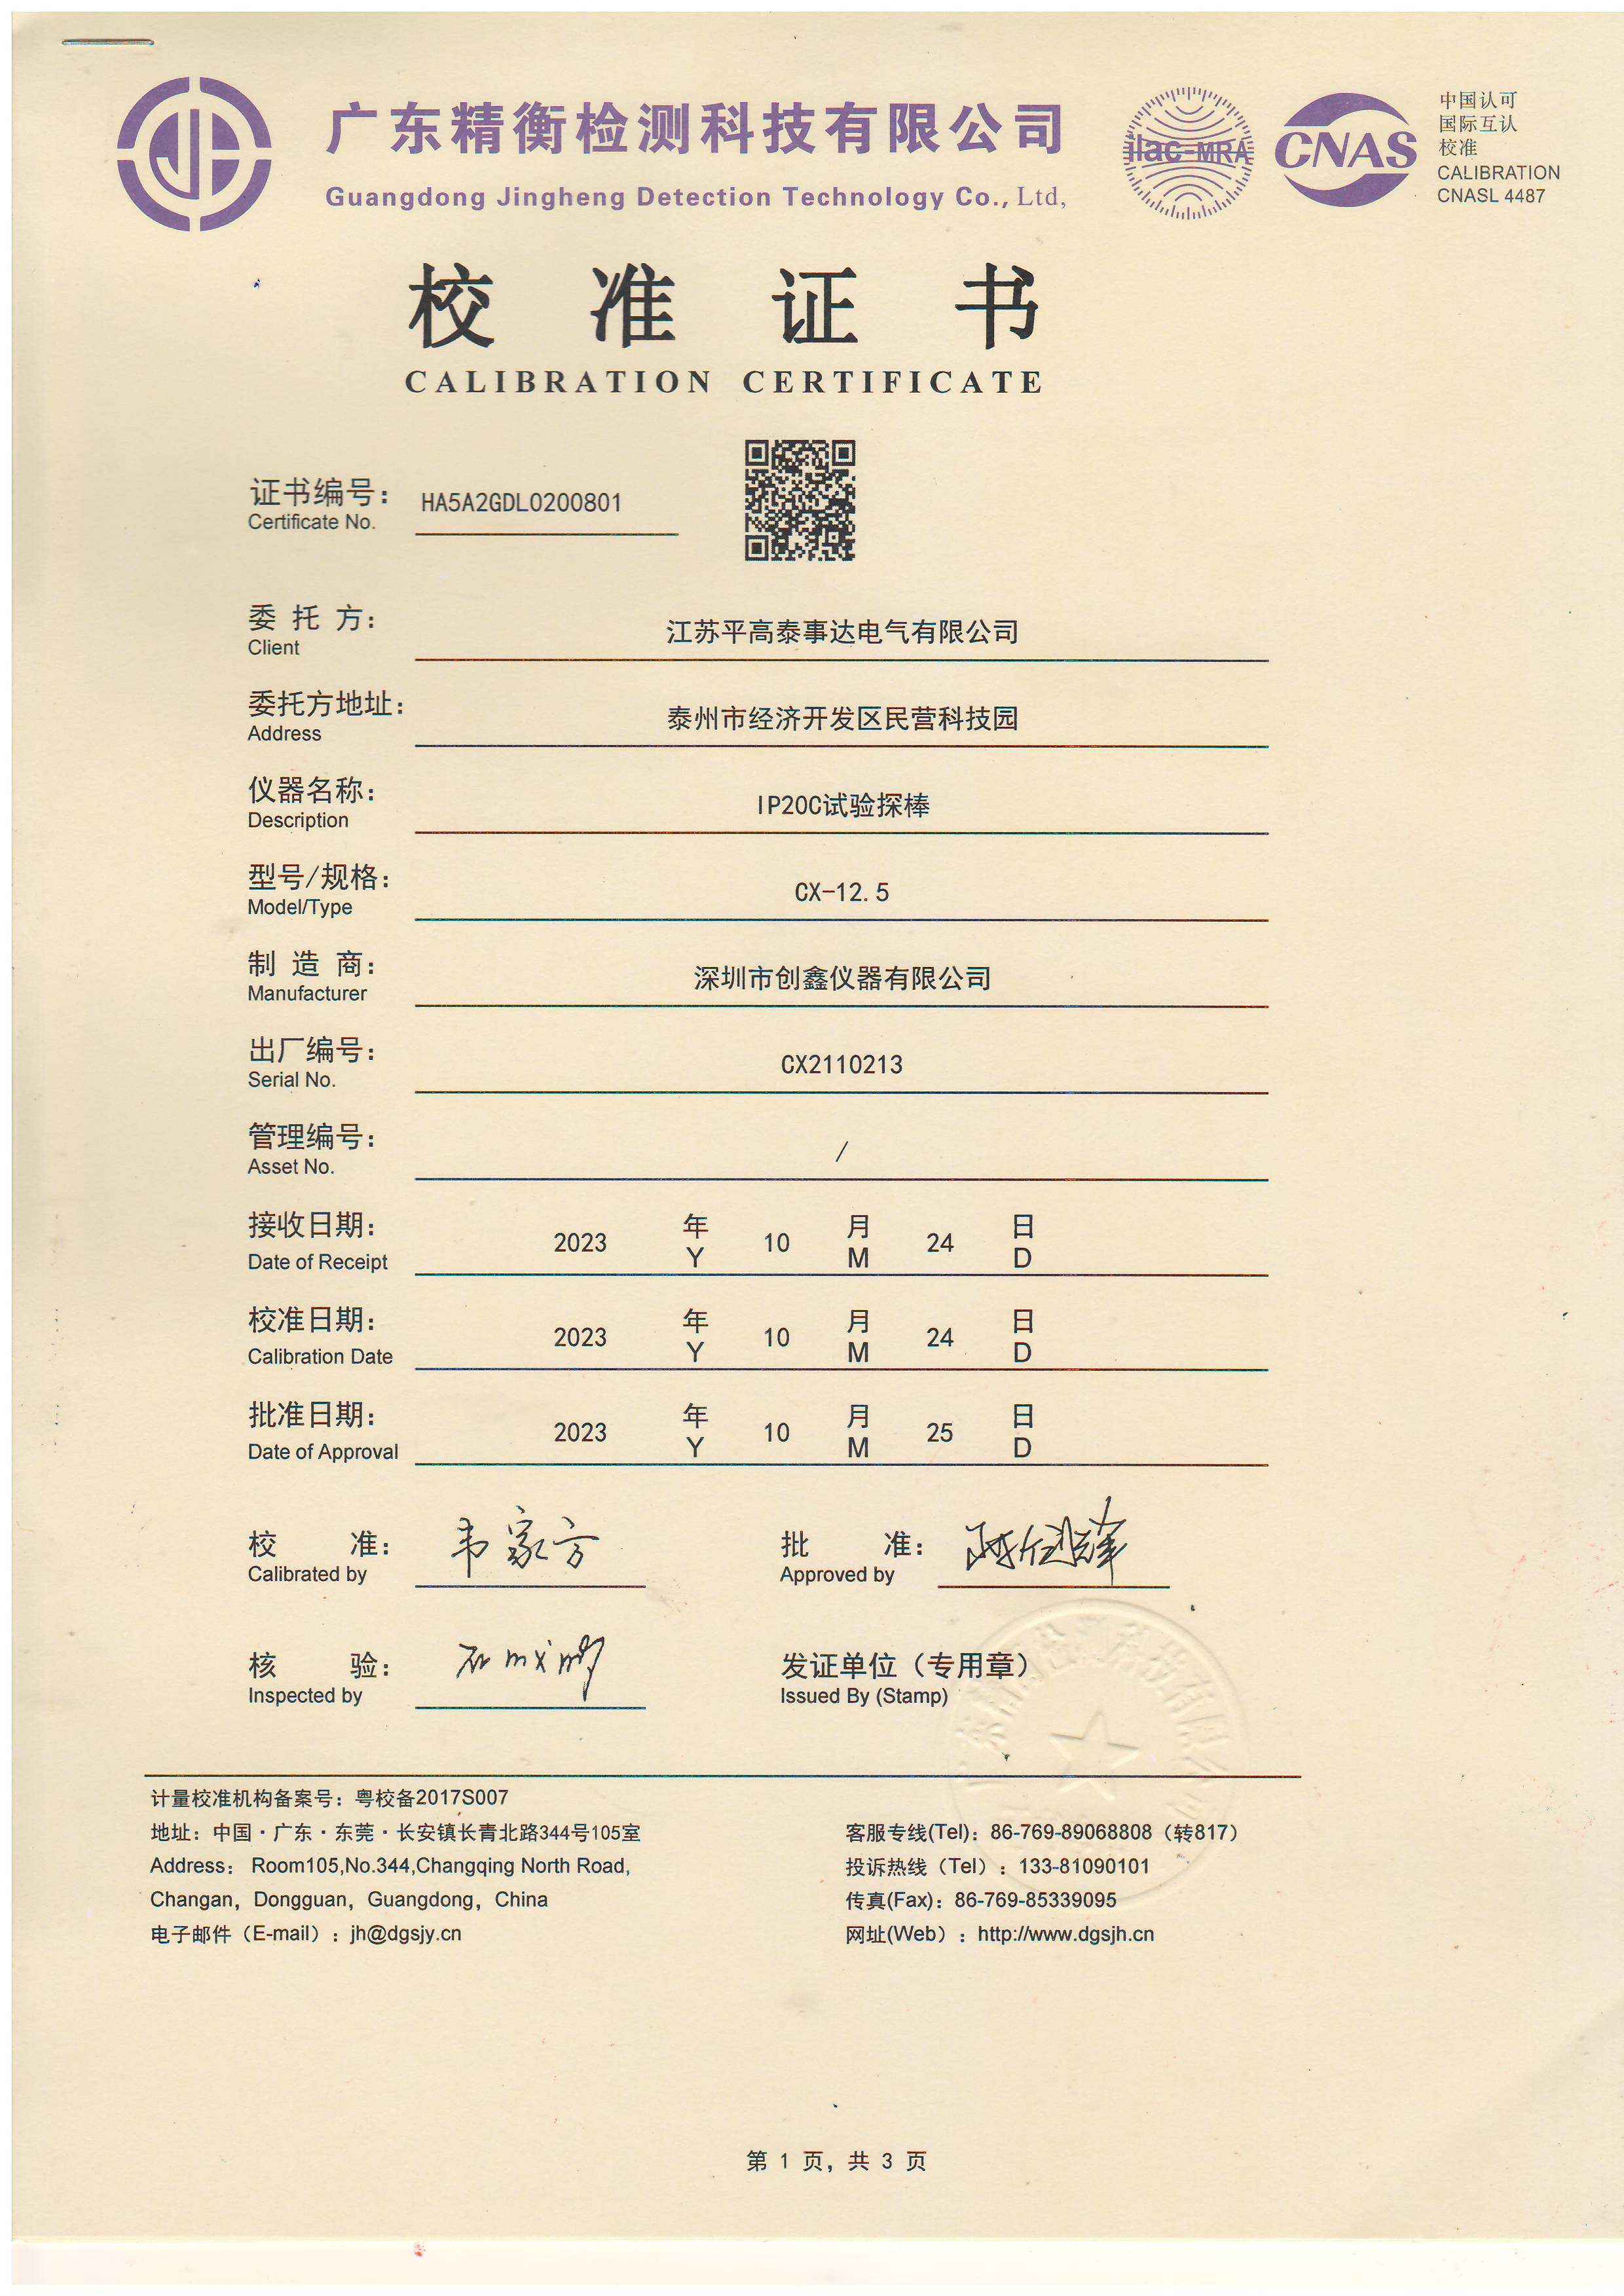 广东精衡检测科技有限公司
Guangdong Jingheng Detection Technology Co., Ltd,
ilac-MRA
CNAS
中国认可
国际互认
校准
CALIBRATION
CNASL 4487
校准证书
CALIBRATION CERTIFICATE
证书编号：
HA5A2GDL0200801
Certificate No.
委托方：
江苏平高泰事达电气有限公司
Client
委托方地址：
泰州市经济开发区民营科技园
Address
仪器名称：
IP20C试验探棒
Description
型号/规格：
CX-12.5
Model/Type
制造商：
深圳市创鑫仪器有限公司
Manufacturer
出厂编号：
CX2110213
Serial No.
管理编号：
/
Asset No.
接收日期： 2023 年 10 月 24 日
Date of Receipt Y M D
校准日期： 2023 年 10 月 24 日
Calibration Date Y M D
批准日期： 2023 年 10 月 25 日
Date of Approval Y M D
校准： 韦家方 批准：
Calibrated by Approved by
核验： 发证单位（专用章）
Inspected by Issued By (Stamp)
计量校准机构备案号：粤校备2017S007
地址：中国·广东·东莞·长安镇长青北路344号105室 客服专线(Tel)：86-769-89068808（转817）
Address： Room105,No.344,Changqing North Road, 投诉热线（Tel）：133-81090101
Changan，Dongguan，Guangdong，China 传真(Fax)：86-769-85339095
电子邮件（E-mail）：jh@dgsjy.cn 网址(Web）：http://www.dgsjh.cn
第 1 页，共 3 页